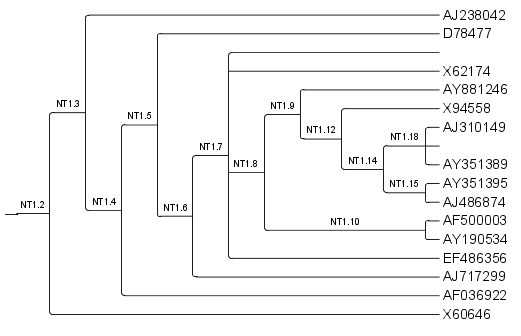 AJ238042
D78477
X62174
AY881246
X94558
AJ310149
AY351389
AY351395
AJ486874
AF500003
AY190534
EF486356
AJ717299
AF036922
X60646
NT1.2
NT1.3
NT1.4
NT1.5
NT1.6
NT1.7
NT1.8
NT1.9
NT1.10
NT1.12
NT1.14
NT1.15
NT1.18